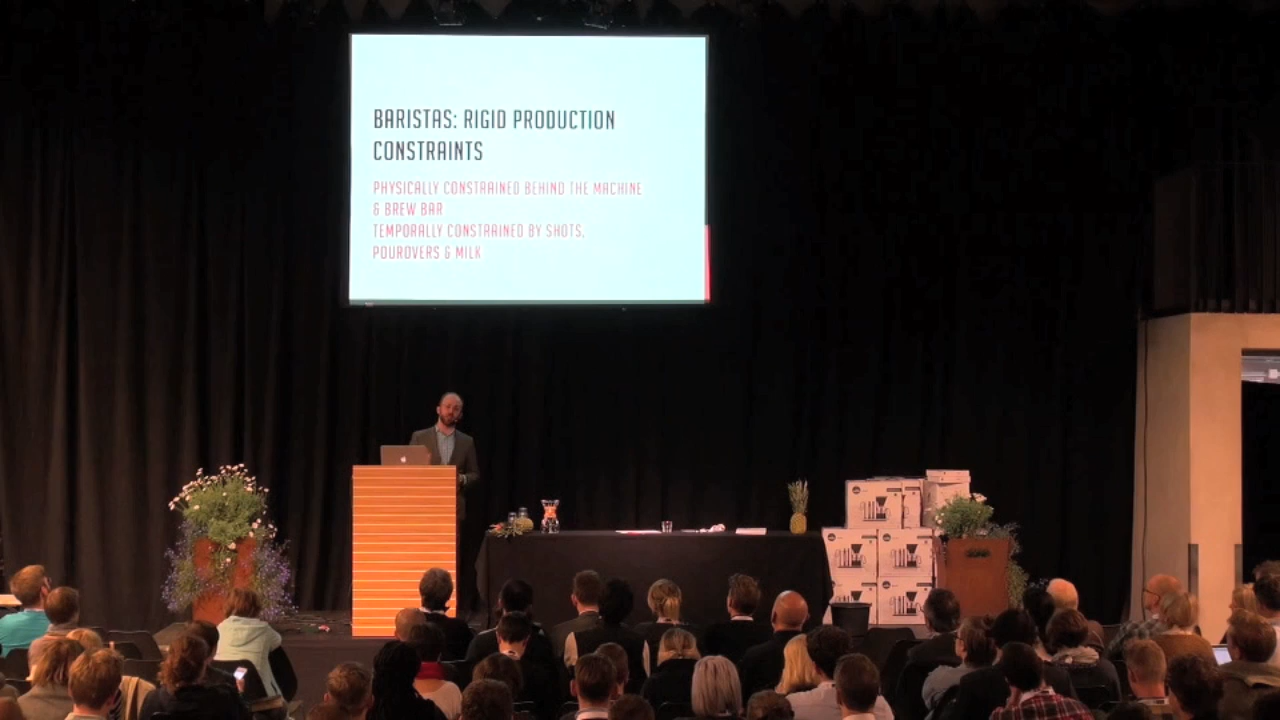 BARISTAS: RIGID PRODUCTION
CONSTRAINTS
PHYSICALLY CONSTRAINED BEHIND THE MACHINE
& BREW BAR
TEMPORALLY CONSTRAINED BY SHOTS,
POUROVERS & MILK